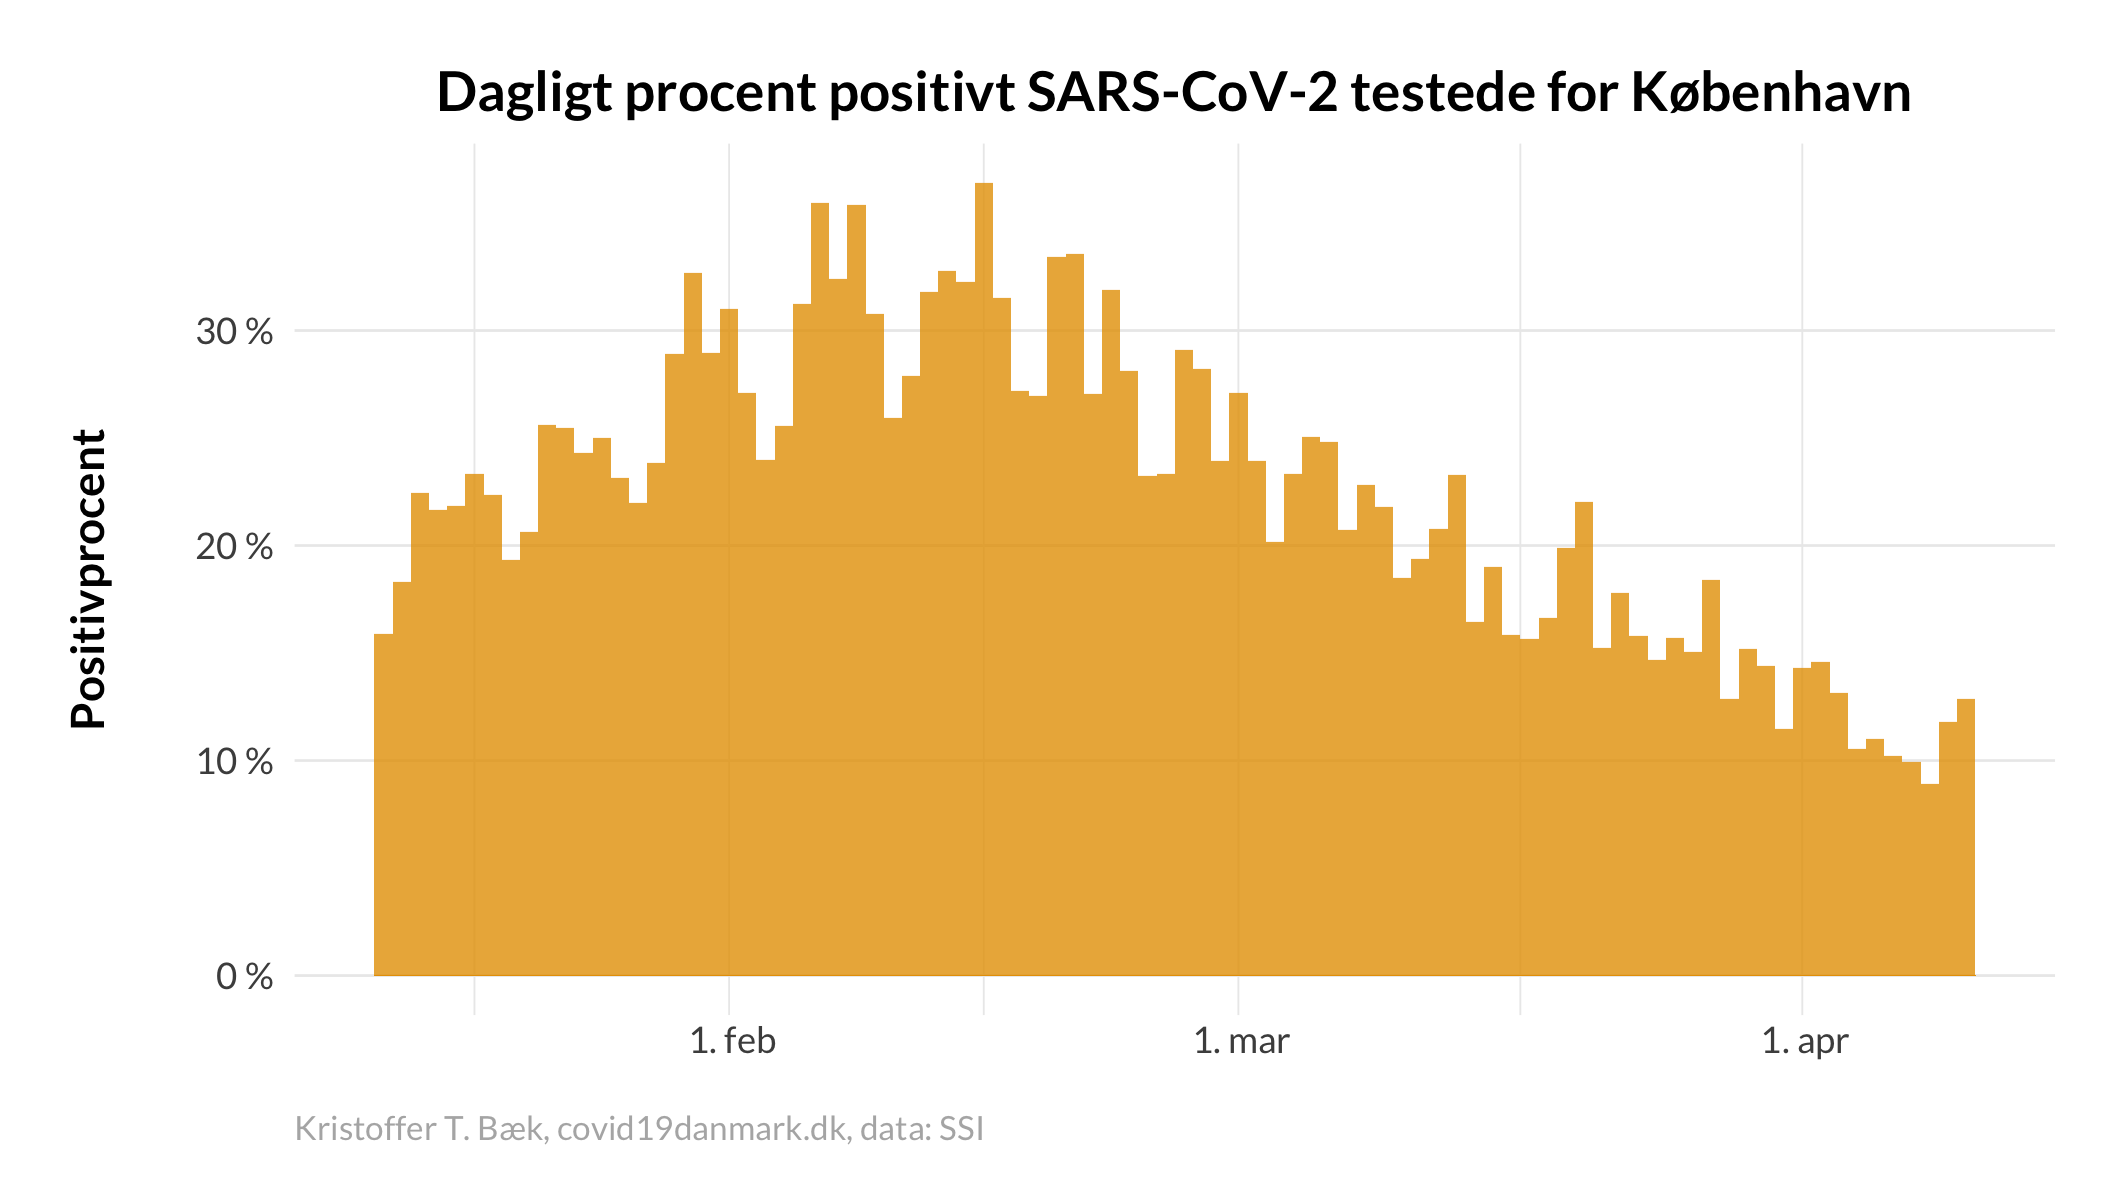 Dagligt procent positivt SARS-CoV-2 testede for København
Positivprocent
30 %
20 %
10 %
0 %
1. feb
1. mar
1. apr
Kristoffer T. Bæk, covid19danmark.dk, data: SSI